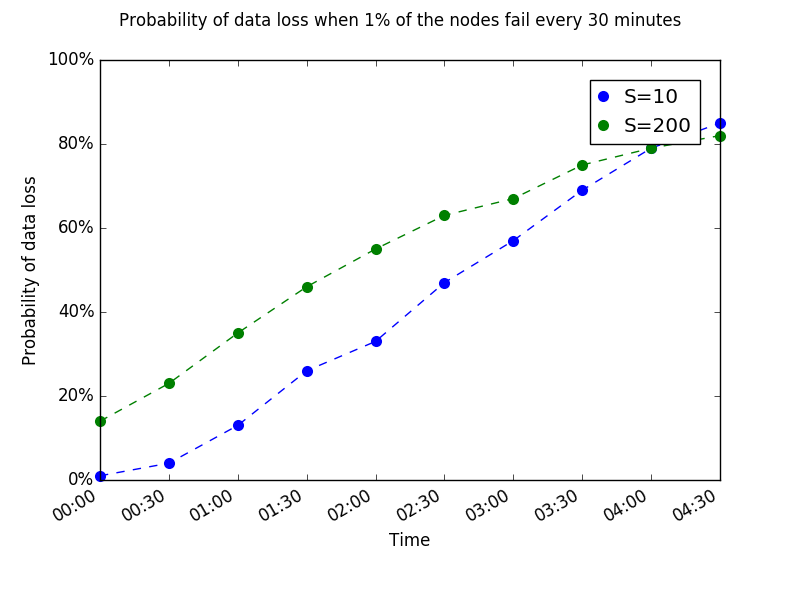 Probability of data loss when 1% of the nodes fail every 30 minutes
100%
S=10
S=200
80%
60%
Probability of data loss
40%
20%
0%
00:00 00:30 01:00 01:30 02:00 02:30 03:00 03:30 04:00 04:30
Time